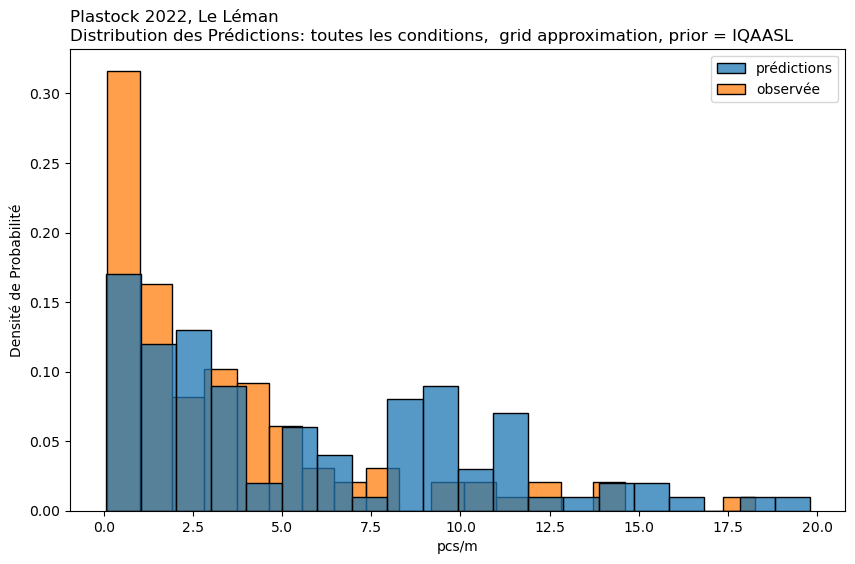 Plastock 2022, Le Léman
Distribution des Prédictions: toutes les conditions,  grid approximation, prior = IQAASL
prédictions
observée
0.30
0.25
0.20
0.15
0.10
0.05
0.00
Densité de Probabilité
0.0 2.5 5.0 7.5 10.0 12.5 15.0 17.5 20.0
pcs/m